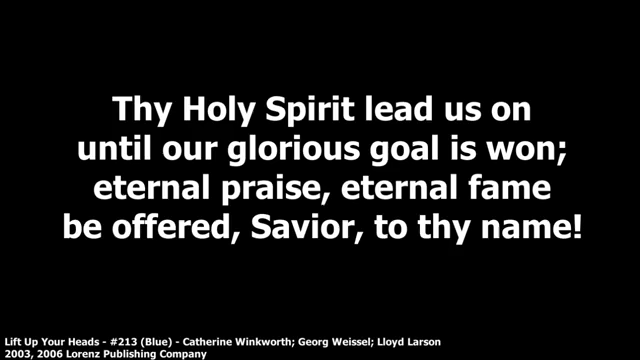 Thy Holy Spirit lead us on
until our glorious goal is won;
eternal praise, eternal fame
be offered, Savior, to thy name!
Lift Up Your Heads - #213 (Blue) - Catherine Winkworth; Georg Weissel; Lloyd Larson
2003, 2006 Lorenz Publishing Company